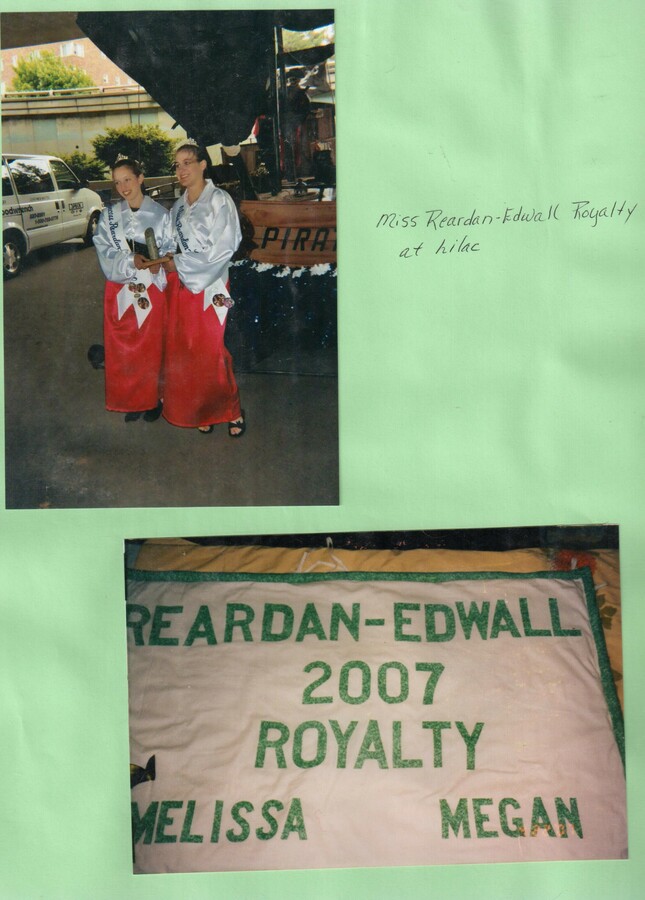 PIRAT
Miss Reardan-Edwall Royalty
at Lilac
REARDAN-EDWALL
2007
ROYALTY
MELISSA MEGAN